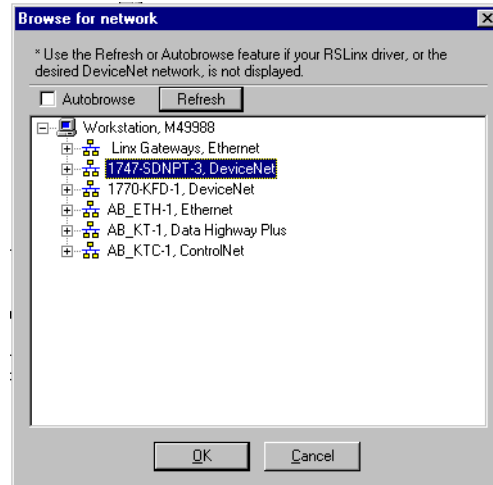 Browse for network
* Use the Refresh or Autobrowse feature if your RSLinx driver, or the
desired DeviceNet network, is not displayed.
Autobrowse Refresh
Workstation, M49988
Linx Gateways, Ethernet
1747-SDNPT-3, DeviceNet
1770-KFD-1, DeviceNet
AB_ETH-1, Ethernet
AB_KT-1, Data Highway Plus
AB_KTC-1, ControlNet
OK Cancel